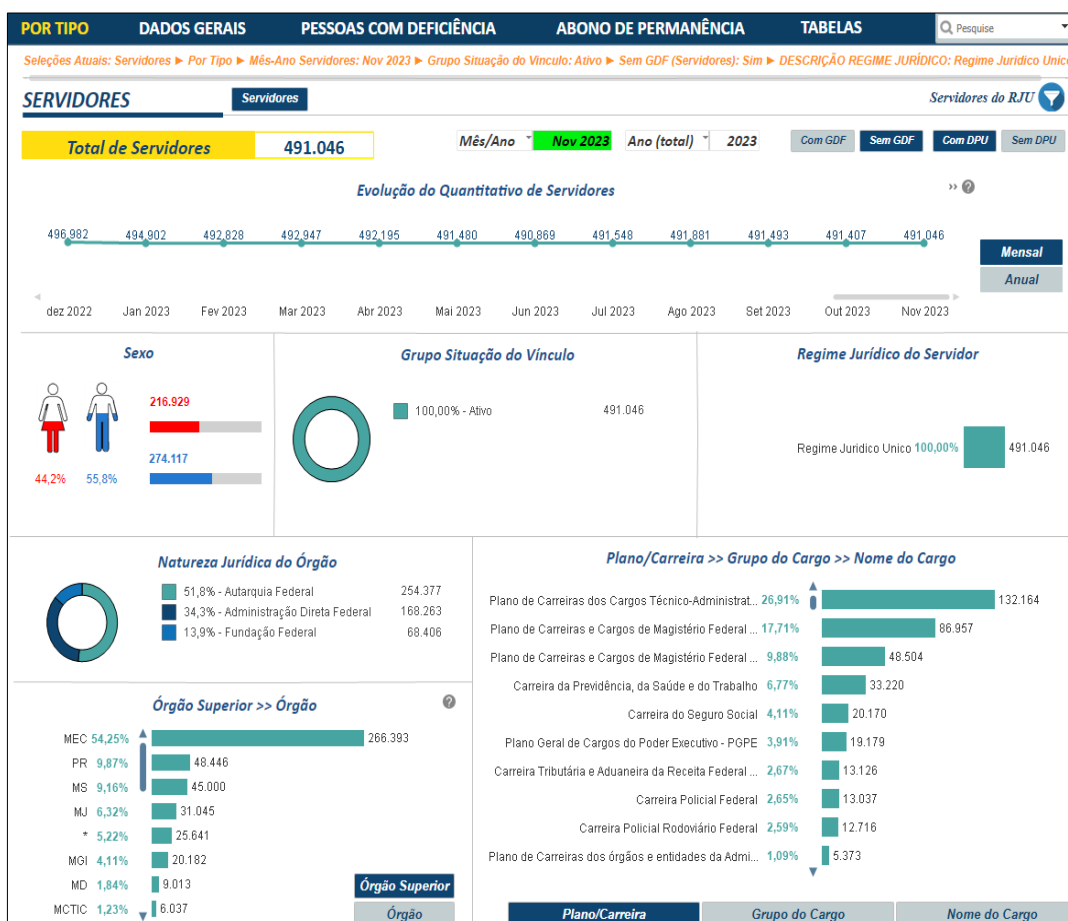 POR TIPO DADOS GERAIS PESSOAS COM DEFICIÊNCIA ABONO DE PERMANÊNCIA TABELAS Pesquise
Seleções Atuais: Servidores ► Por Tipo ► Mês-Ano Servidores: Nov 2023 ► Grupo Situação do Vinculo: Ativo ► Sem GDF (Servidores): Sim ► DESCRIÇÃO REGIME JURÍDICO: Regime Juridico Unico
SERVIDORES Servidores Servidores do RJU
Total de Servidores 491.046 Mês/Ano Nov 2023 Ano (total) 2023 Com GDF Sem GDF Com DPU Sem DPU
Evolução do Quantitativo de Servidores ›› ?
496,982 494,902 492,828 492,947 492,195 491,480 490,869 491,548 491,881 491,493 491,407 491,046
Mensal
Anual
dez 2022 Jan 2023 Fev 2023 Mar 2023 Abr 2023 Mai 2023 Jun 2023 Jul 2023 Ago 2023 Set 2023 Out 2023 Nov 2023
Sexo
216.929
274.117
44,2% 55,8%
Grupo Situação do Vínculo
100,00% - Ativo 491.046
Regime Jurídico do Servidor
Regime Juridico Unico 100,00% 491.046
Natureza Jurídica do Órgão
51,8% - Autarquia Federal 254.377
34,3% - Administração Direta Federal 168.263
13,9% - Fundação Federal 68.406
Órgão Superior >> Órgão ?
MEC 54,25% 266.393
PR 9,87% 48.446
MS 9,16% 45.000
MJ 6,32% 31.045
* 5,22% 25.641
MGI 4,11% 20.182
MD 1,84% 9.013
MCTIC 1,23% 6.037
Órgão Superior
Órgão
Plano/Carreira >> Grupo do Cargo >> Nome do Cargo
Plano de Carreiras dos Cargos Técnico-Administrat... 26,91% 132.164
Plano de Carreiras e Cargos de Magistério Federal ... 17,71% 86.957
Plano de Carreiras e Cargos de Magistério Federal ... 9,88% 48.504
Carreira da Previdência, da Saúde e do Trabalho 6,77% 33.220
Carreira do Seguro Social 4,11% 20.170
Plano Geral de Cargos do Poder Executivo - PGPE 3,91% 19.179
Carreira Tributária e Aduaneira da Receita Federal ... 2,67% 13.126
Carreira Policial Federal 2,65% 13.037
Carreira Policial Rodoviário Federal 2,59% 12.716
Plano de Carreiras dos órgãos e entidades da Admi... 1,09% 5.373
Plano/Carreira Grupo do Cargo Nome do Cargo